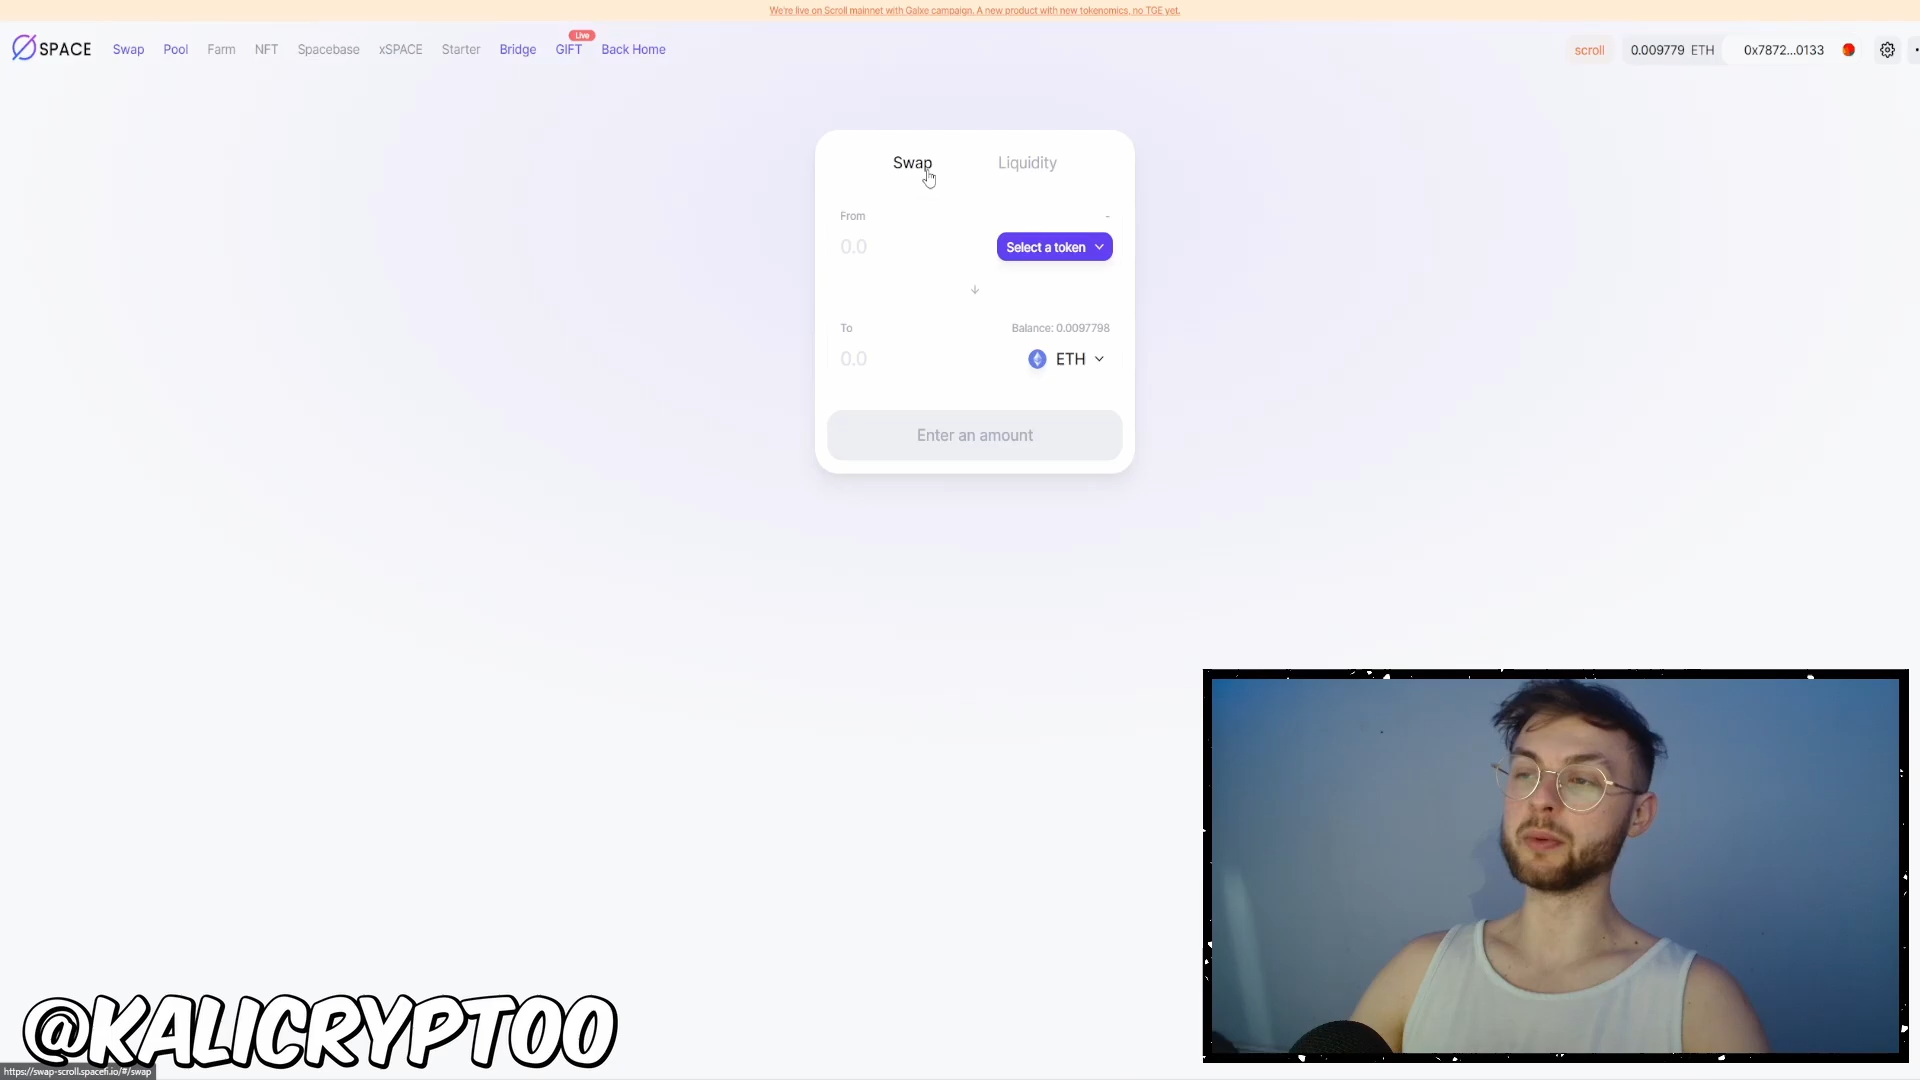 We're live on Scroll mainnet with Galxe campaign. A new product with new tokenomics, no TGE yet.
Live
SPACE Swap Pool Farm NFT Spacebase xSPACE Starter Bridge GIFT Back Home scroll 0.009779 ETH 0x7872...0133
Swap Liquidity
From -
0.0 Select a token
To Balance: 0.0097798
0.0 ETH
Enter an amount
@KALICRYPTOO
https://swap-scroll.spacefi.io/#/swap